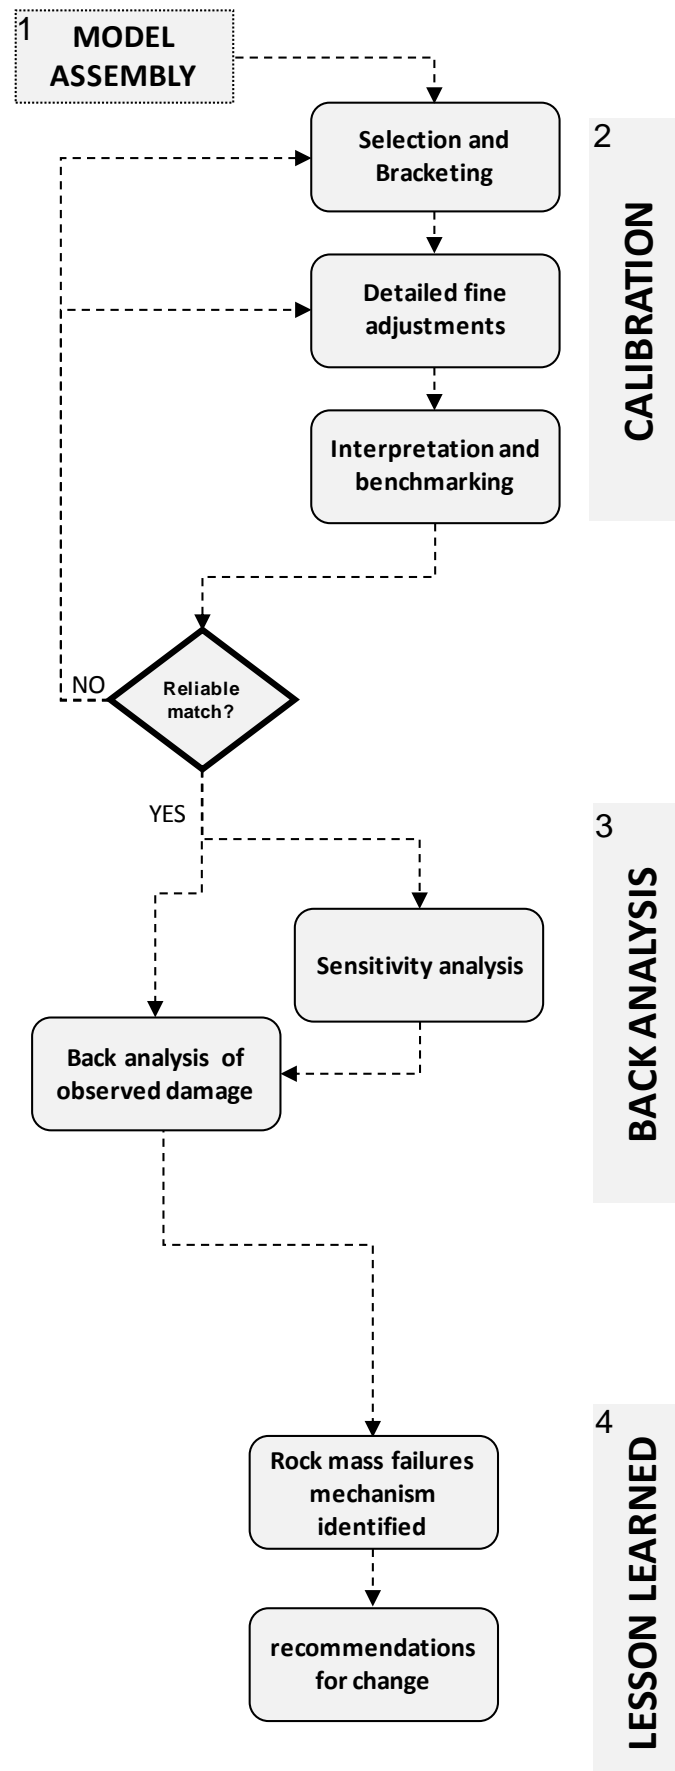 1
MODEL
ASSEMBLY
Selection and
Bracketing
2
CALIBRATION
Detailed fine
adjustments
Interpretation and
benchmarking
Reliable
match?
NO
YES
3
BACK ANALYSIS
Sensitivity analysis
Back analysis of
observed damage
4
LESSON LEARNED
Rock mass failures
mechanism
identified
recommendations
for change